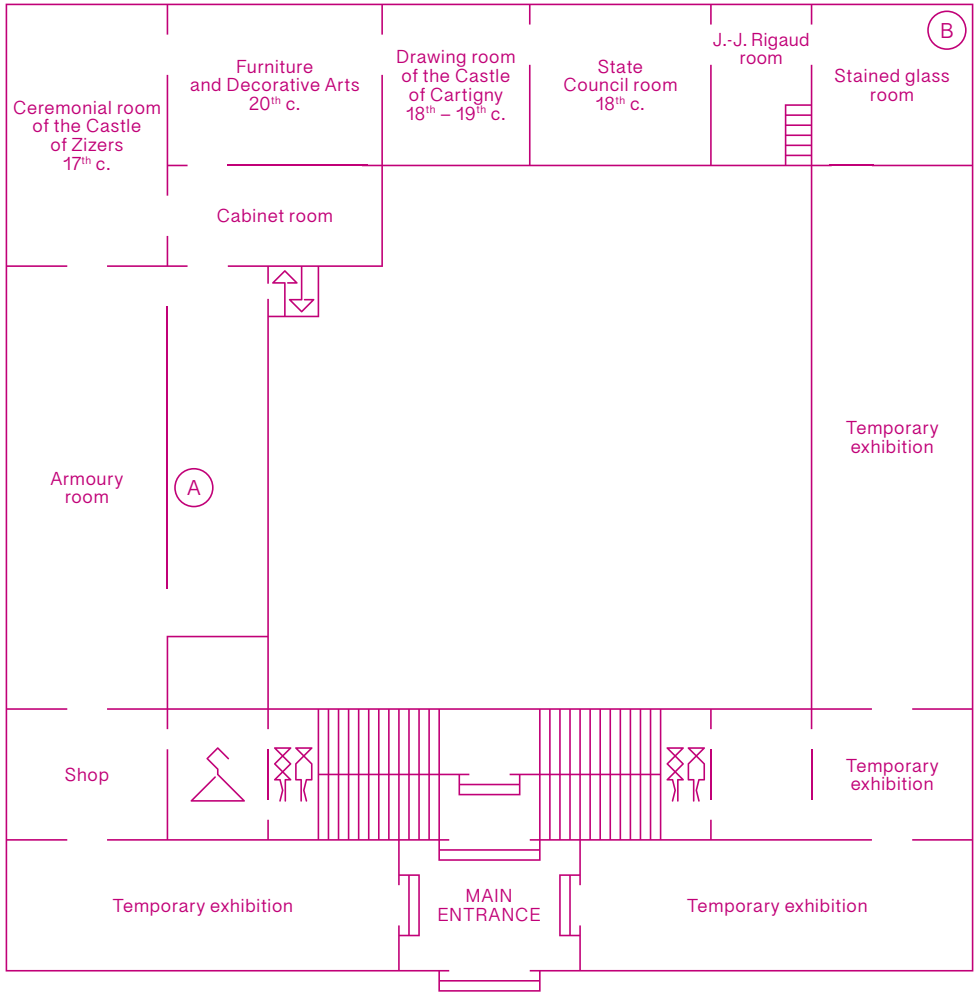 Ceremonial room
of the Castle
of Zizers
17th c.
Furniture
and Decorative Arts
20th c.
Drawing room
of the Castle
of Cartigny
18th – 19th c.
State
Council room
18th c.
J.-J. Rigaud
room
B
Stained glass
room
Cabinet room
Armoury
room
A
Temporary
exhibition
Shop
Temporary
exhibition
Temporary exhibition
MAIN
ENTRANCE
Temporary exhibition